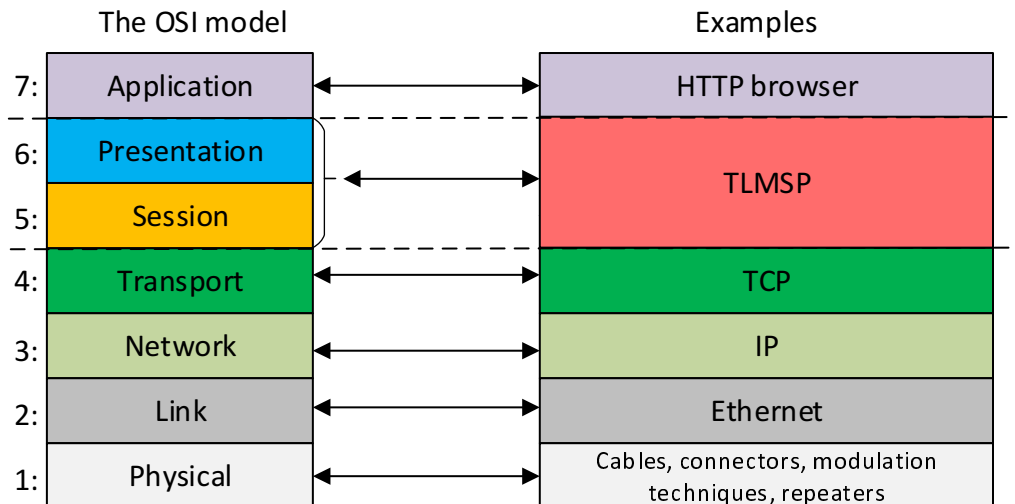 The OSI model
Examples
7:
Application
HTTP browser
6:
Presentation
TLMSP
5:
Session
4:
Transport
TCP
3:
Network
IP
2:
Link
Ethernet
1:
Physical
Cables, connectors, modulation
techniques, repeaters